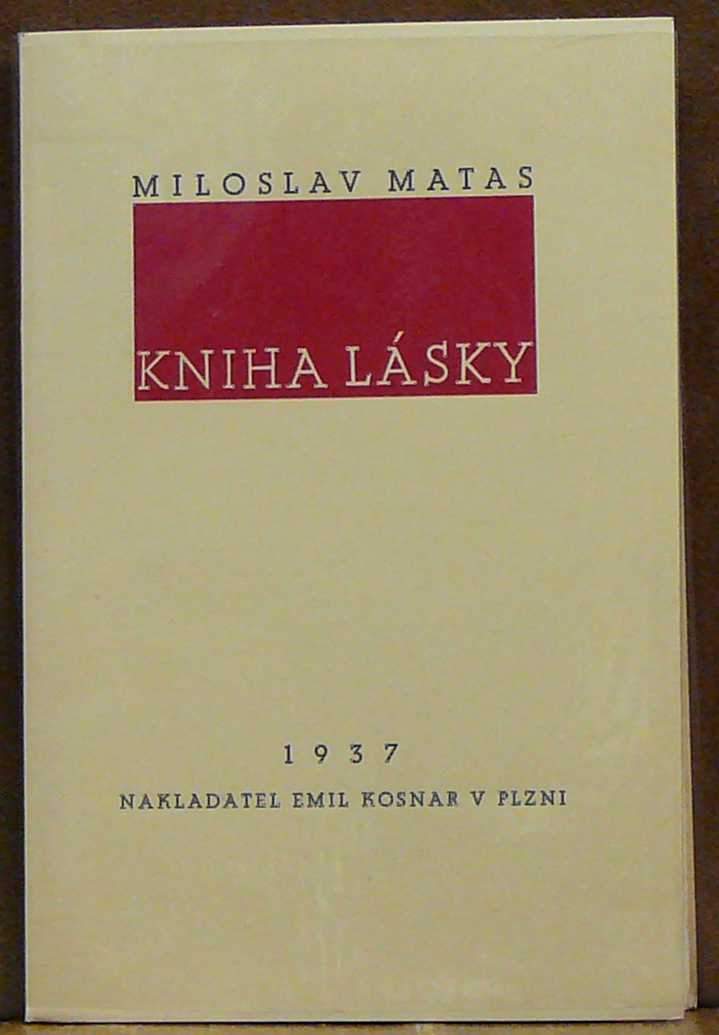 MILOSLAV MATAS
KNIHA LÁSKY
1937
NAKLADATEL EMIL KOSNAR V PLZNI